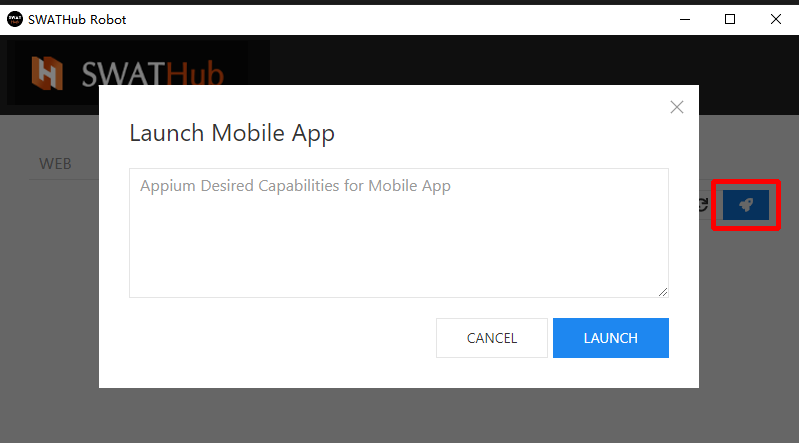 SWATHub Robot
SWATHub
Launch Mobile App
WEB
Appium Desired Capabilities for Mobile App
CANCEL
LAUNCH